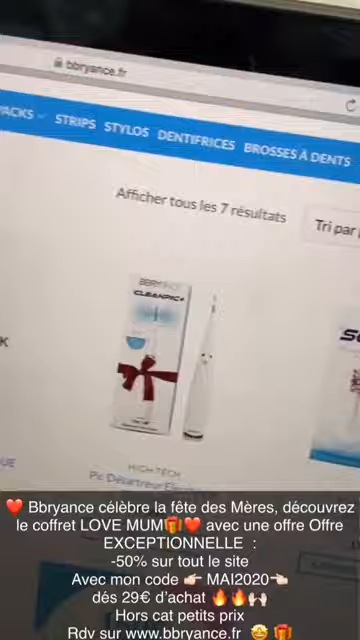 bbryance.fr
PACKS STRIPS STYLOS DENTIFRICES BROSSES À DENTS
Afficher tous les 7 résultats
Tri par
BBRYANCE
CLEANPIC+
HIGH TECH
Pic Détartreur
❤️ Bbryance célèbre la fête des Mères, découvrez
le coffret LOVE MUM🎁❤️ avec une offre Offre
EXCEPTIONNELLE :
-50% sur tout le site
Avec mon code 👉🏻 MAI2020👈🏻
dés 29€ d’achat 🔥🔥🙌🏻
Hors cat petits prix
Rdv sur www.bbryance.fr 🤩 🎁